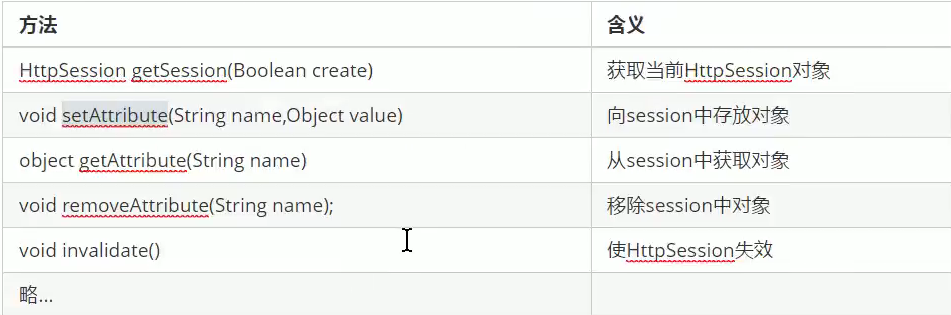 方法 含义
HttpSession getSession(Boolean create) 获取当前HttpSession对象
void setAttribute(String name,Object value) 向session中存放对象
object getAttribute(String name) 从session中获取对象
void removeAttribute(String name); 移除session中对象
void invalidate() 使HttpSession失效
略...